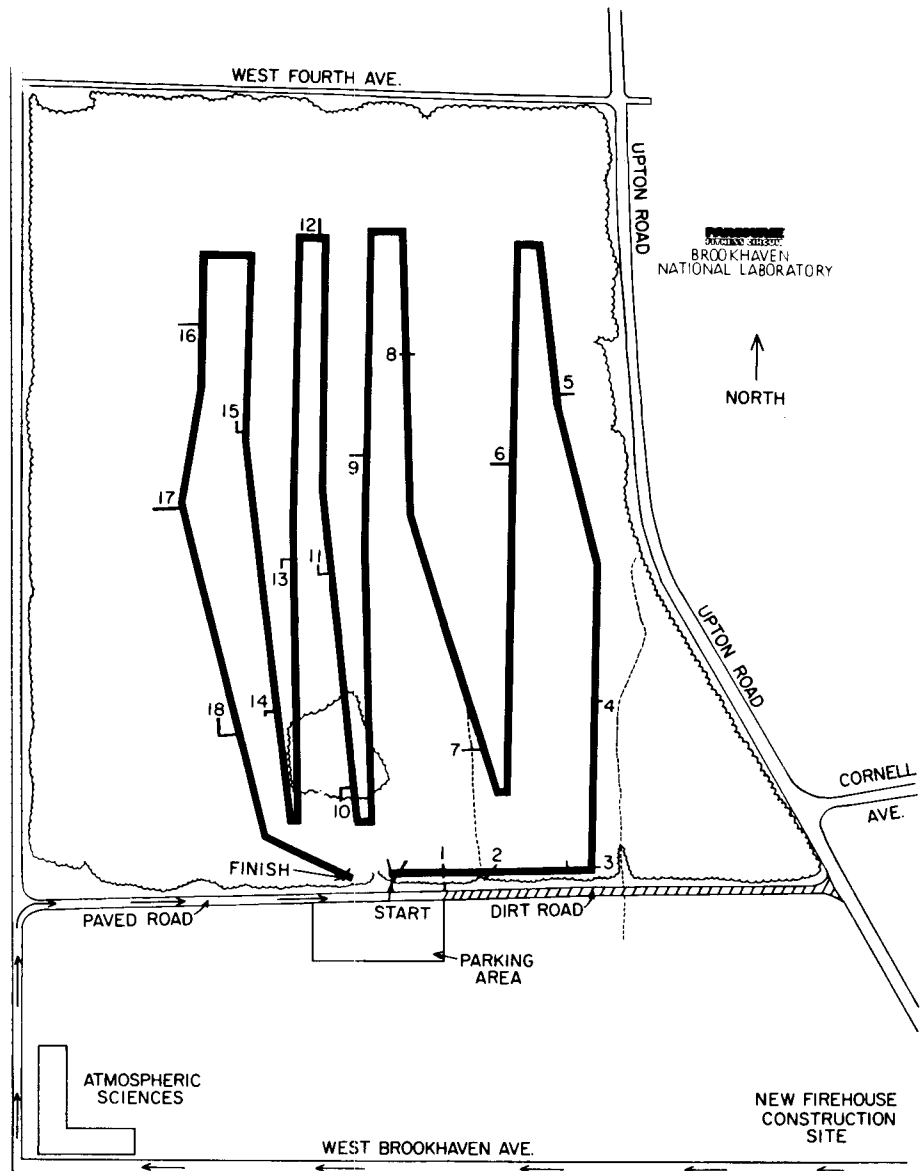 WEST FOURTH AVE.
UPTON ROAD
FITNESS CIRCUIT
BROOKHAVEN
NATIONAL LABORATORY
NORTH
12
16
8
5
15
6
9
17
11
13
UPTON ROAD
4
14
18
7
CORNELL
AVE.
10
1
2
3
FINISH
START
DIRT ROAD
PAVED ROAD
PARKING
AREA
ATMOSPHERIC
SCIENCES
NEW FIREHOUSE
CONSTRUCTION
SITE
WEST BROOKHAVEN AVE.